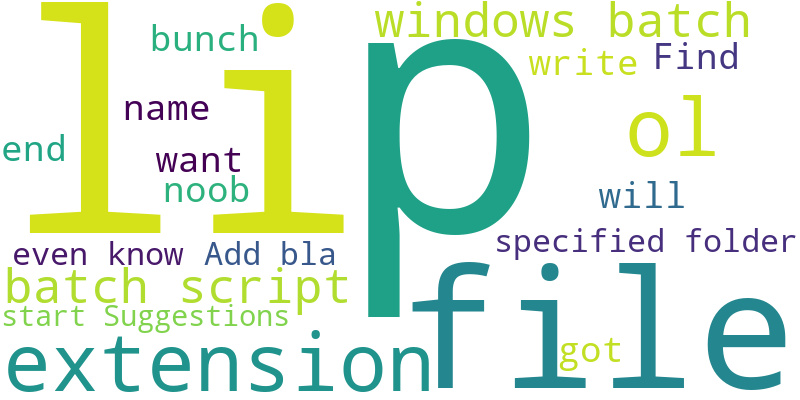 li
p
windows batch
bunch
write
Find
name
ol
end
want
noob
will
specified folder
even know
Add bla
file
batch script
start Suggestions
extension
got